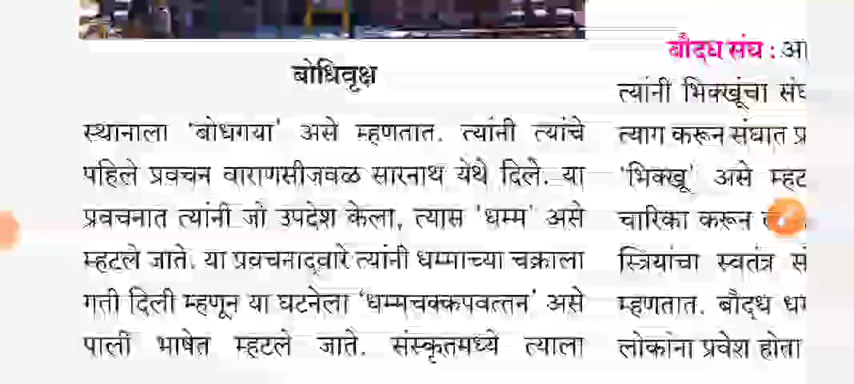 बोधिवृक्ष
स्थानाला 'बोधगया' असे म्हणतात. त्यांनी त्यांचे
पहिले प्रवचन वाराणसीजवळ सारनाथ येथे दिले. या
प्रवचनात त्यांनी जो उपदेश केला, त्यास 'धम्म' असे
म्हटले जाते. या प्रवचनाद्वारे त्यांनी धम्माच्या चक्राला
गती दिली म्हणून या घटनेला 'धम्मचक्कपवत्तन' असे
पाली भाषेत म्हटले जाते. संस्कृतमध्ये त्याला
बौद्ध संघ :
त्यांनी भिक्खूंचा
त्याग करून संघात
'भिक्खू' असे
चारिका करून
स्त्रियांचा स्वतंत्र
म्हणतात. बौद्ध
लोकांना प्रवेश होता